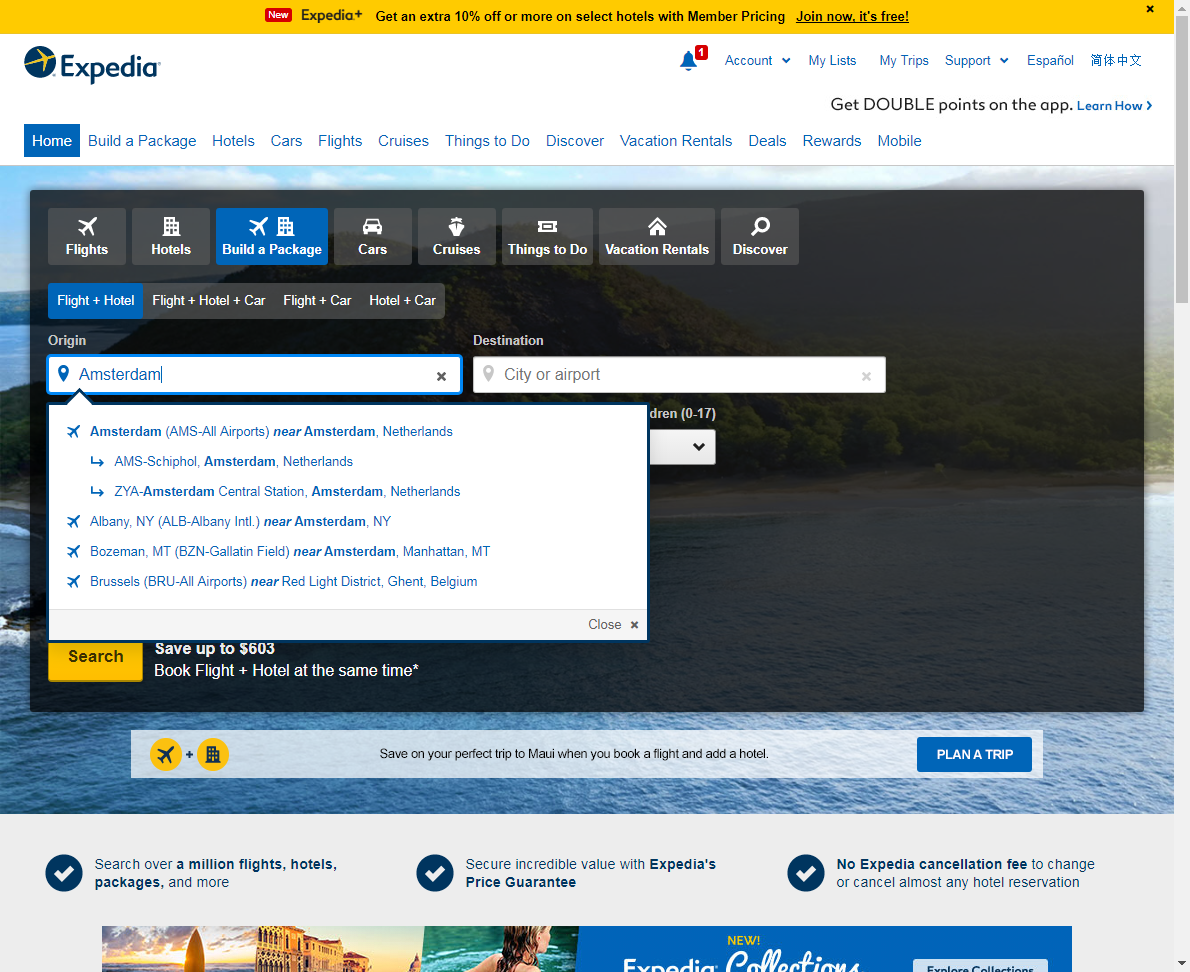 New Expedia+ Get an extra 10% off or more on select hotels with Member Pricing Join now, it's free!
Expedia
1 Account My Lists My Trips Support Español 简体中文
Get DOUBLE points on the app. Learn How
Home Build a Package Hotels Cars Flights Cruises Things to Do Discover Vacation Rentals Deals Rewards Mobile
Flights Hotels Build a Package Cars Cruises Things to Do Vacation Rentals Discover
Flight + Hotel Flight + Hotel + Car Flight + Car Hotel + Car
Origin Destination
Amsterdam City or airport
dren (0-17)
Amsterdam (AMS-All Airports) near Amsterdam, Netherlands
AMS-Schiphol, Amsterdam, Netherlands
ZYA-Amsterdam Central Station, Amsterdam, Netherlands
Albany, NY (ALB-Albany Intl.) near Amsterdam, NY
Bozeman, MT (BZN-Gallatin Field) near Amsterdam, Manhattan, MT
Brussels (BRU-All Airports) near Red Light District, Ghent, Belgium
Close
Search Save up to $603
Book Flight + Hotel at the same time*
+ Save on your perfect trip to Maui when you book a flight and add a hotel. PLAN A TRIP
Search over a million flights, hotels,
packages, and more
Secure incredible value with Expedia's
Price Guarantee
No Expedia cancellation fee to change
or cancel almost any hotel reservation
NEW!
Expedia Collections Explore Collections